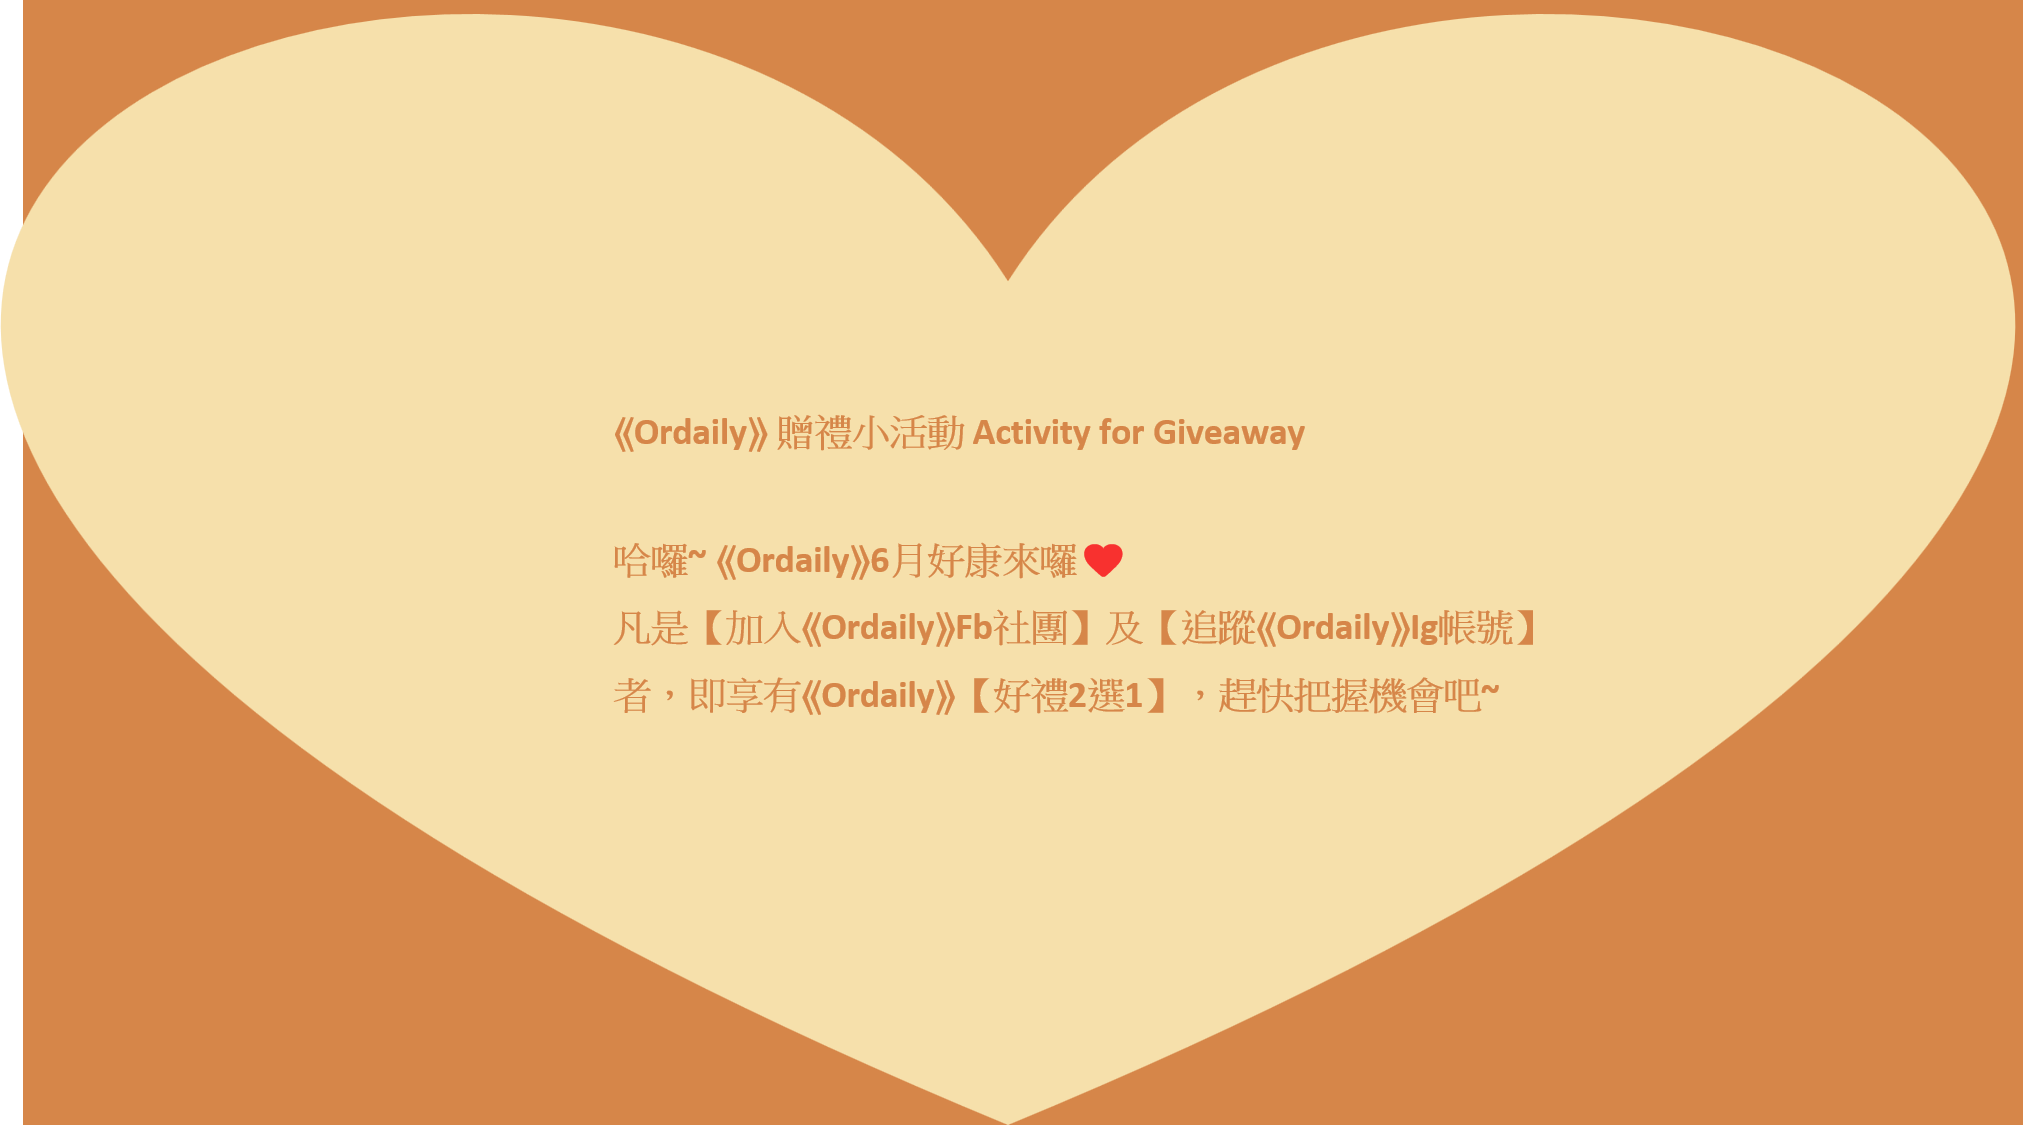 《Ordaily》 贈禮小活動 Activity for Giveaway
哈囉~ 《Ordaily》6月好康來囉❤
凡是【加入《Ordaily》Fb社團】及【追蹤《Ordaily》Ig帳號】
者，即享有《Ordaily》【好禮2選1】，趕快把握機會吧~